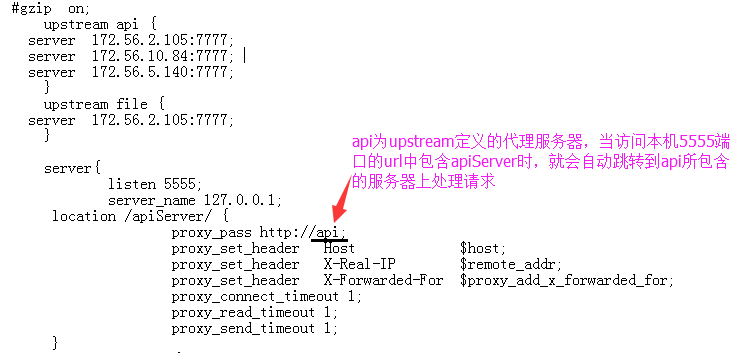 #gzip  on;
upstream api {
server  172.56.2.105:7777;
server  172.56.10.84:7777;
server  172.56.5.140:7777;
}
upstream file {
server  172.56.2.105:7777;
}
api为upstream定义的代理服务器，当访问本机5555端
口的url中包含apiServer时，就会自动跳转到api所包含
的服务器上处理请求
server{
listen 5555;
server_name 127.0.0.1;
location /apiServer/ {
proxy_pass http://api;
proxy_set_header   Host             $host;
proxy_set_header   X-Real-IP        $remote_addr;
proxy_set_header   X-Forwarded-For  $proxy_add_x_forwarded_for;
proxy_connect_timeout 1;
proxy_read_timeout 1;
proxy_send_timeout 1;
}